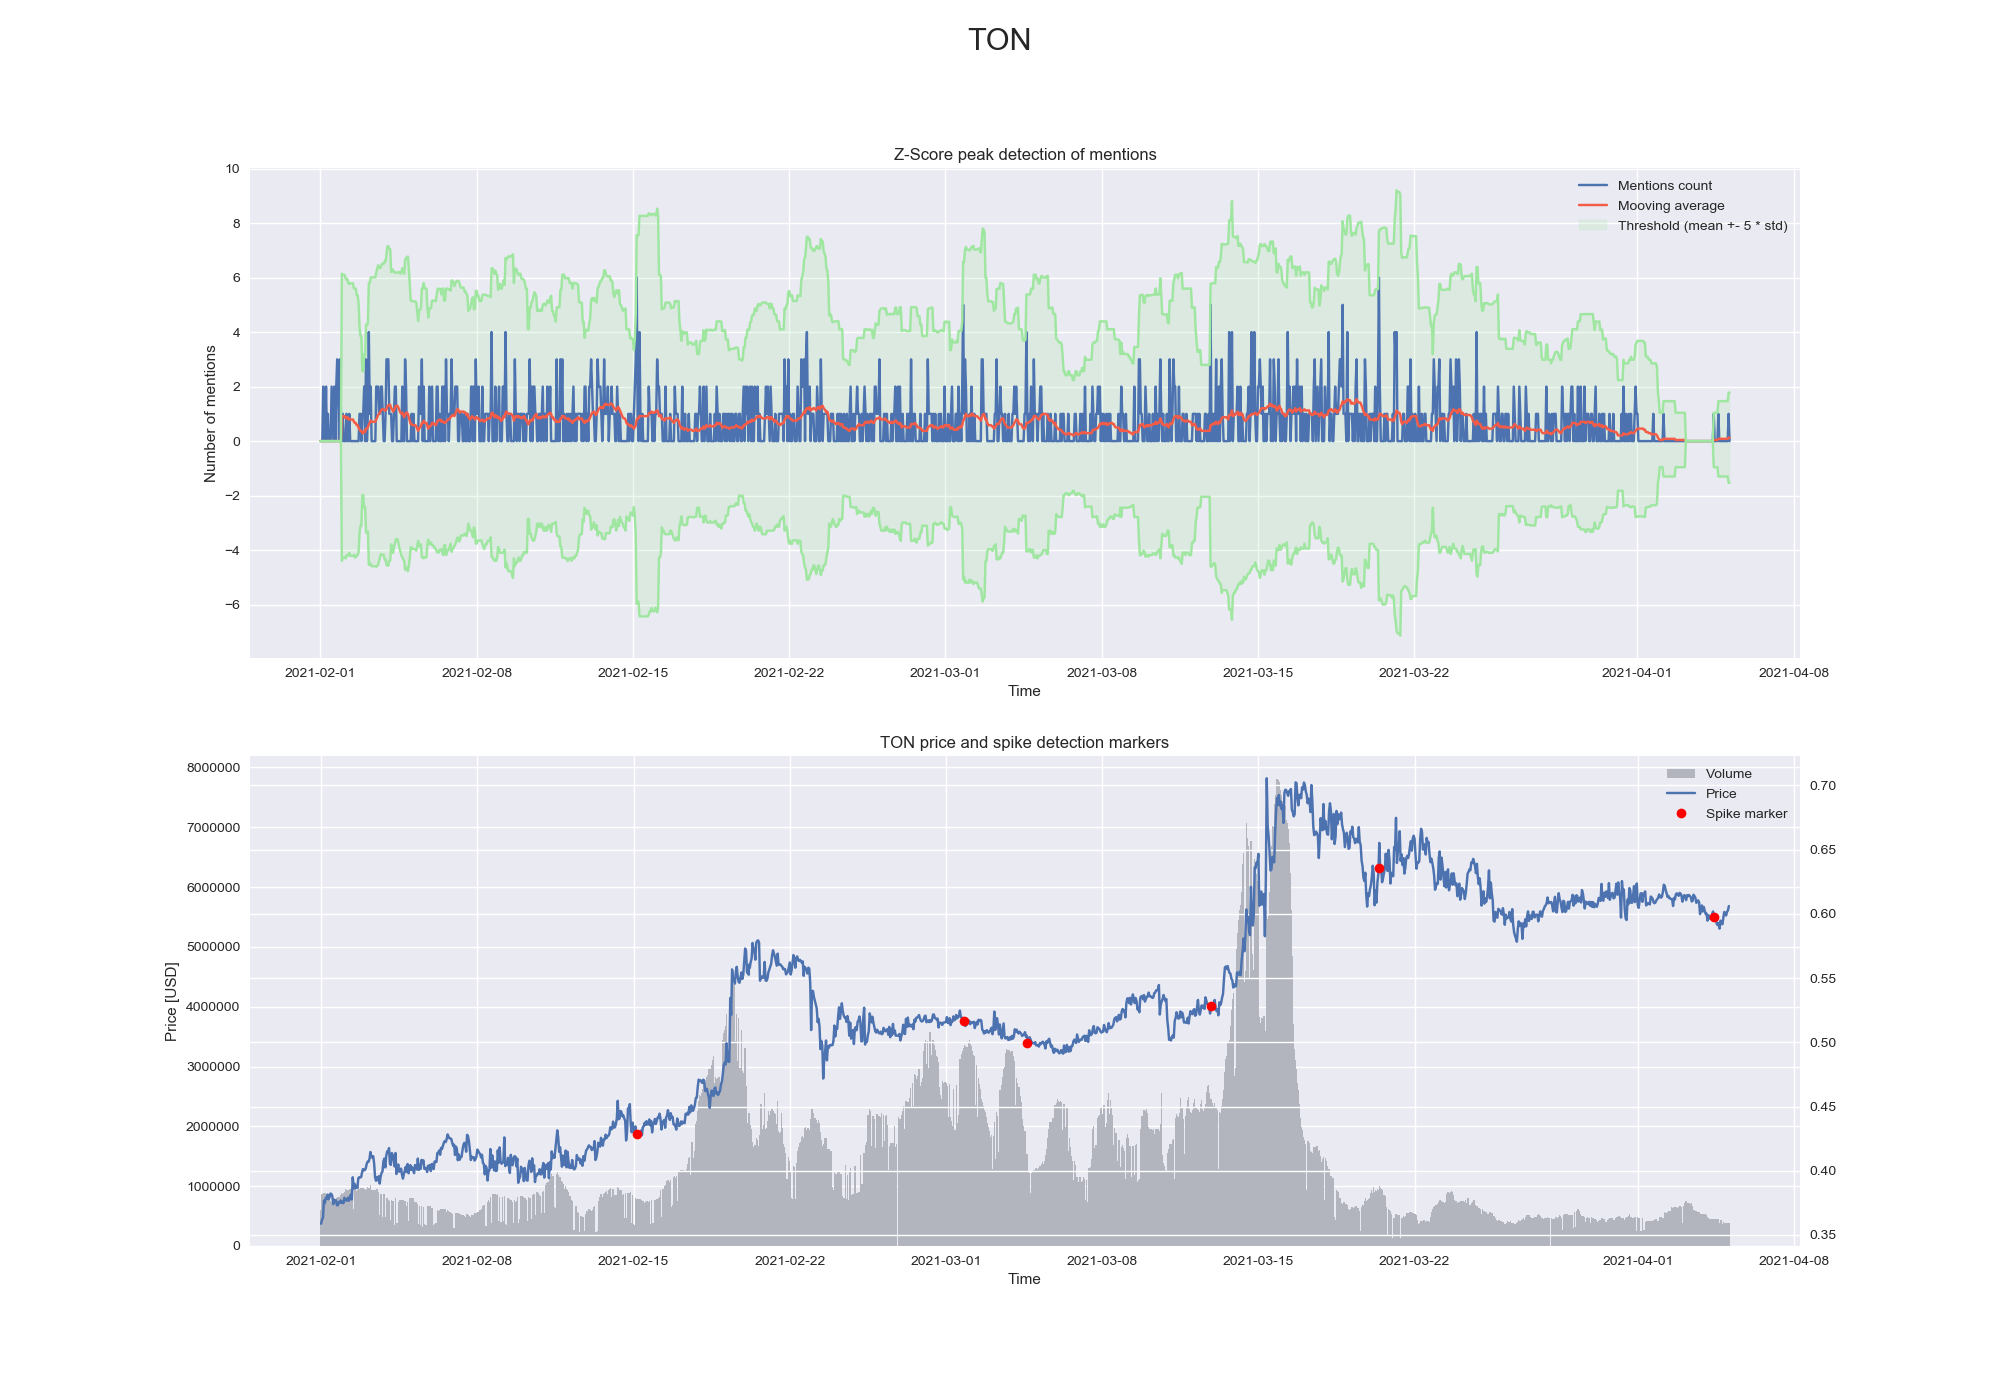 TON
Z-Score peak detection of mentions
10
8
6
4
2
0
−2
−4
−6
Number of mentions
Mentions count
Mooving average
Threshold (mean +- 5 * std)
2021-02-01 2021-02-08 2021-02-15 2021-02-22 2021-03-01 2021-03-08 2021-03-15 2021-03-22 2021-04-01 2021-04-08
Time
TON price and spike detection markers
8000000
7000000
6000000
5000000
4000000
3000000
2000000
1000000
0
Price [USD]
Volume
Price
Spike marker
0.70
0.65
0.60
0.55
0.50
0.45
0.40
0.35
2021-02-01 2021-02-08 2021-02-15 2021-02-22 2021-03-01 2021-03-08 2021-03-15 2021-03-22 2021-04-01 2021-04-08
Time